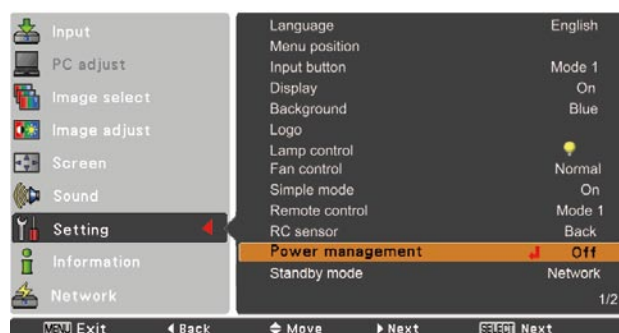 Input
PC adjust
Image select
Image adjust
Screen
Sound
Setting
Information
Network
Language English
Menu position
Input button Mode 1
Display On
Background Blue
Logo
Lamp control
Fan control Normal
Simple mode On
Remote control Mode 1
RC sensor Back
Power management Off
Standby mode Network
1/2
MENU Exit Back Move Next SELECT Next